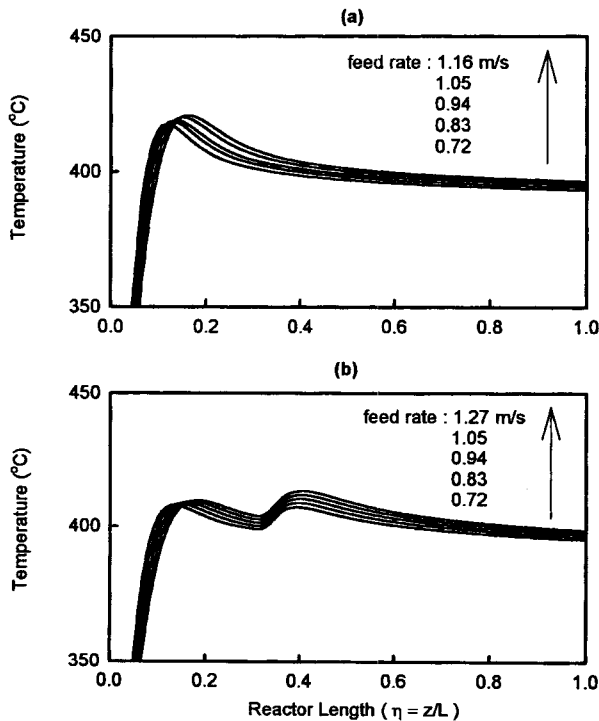 (a)
450
feed rate : 1.16 m/s
1.05
0.94
0.83
0.72
400
350
Temperature (°C)
0.0 0.2 0.4 0.6 0.8 1.0
(b)
450
feed rate : 1.27 m/s
1.05
0.94
0.83
0.72
400
350
Temperature (°C)
0.0 0.2 0.4 0.6 0.8 1.0
Reactor Length ( η = z/L )